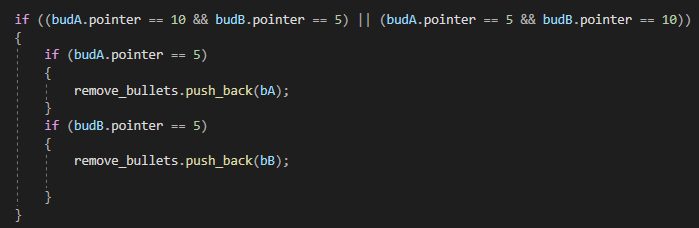 if ((budA.pointer == 10 && budB.pointer == 5) || (budA.pointer == 5 && budB.pointer == 10))
{
    if (budA.pointer == 5)
    {
        remove_bullets.push_back(bA);
    }
    if (budB.pointer == 5)
    {
        remove_bullets.push_back(bB);

    }
}